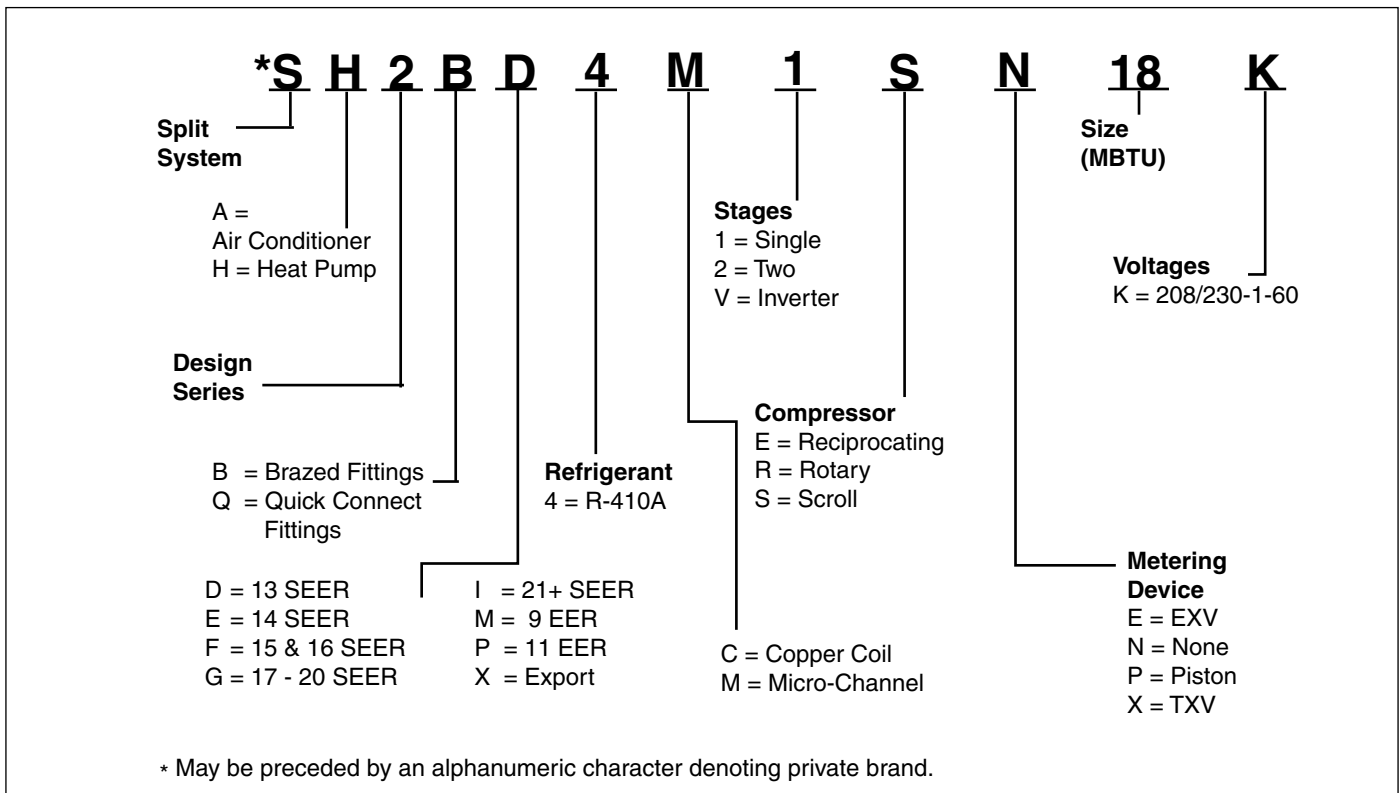 *S H 2 B D 4 M 1 S N 18 K
Split
System
A =
Air Conditioner
H = Heat Pump
Design
Series
B = Brazed Fittings
Q = Quick Connect
Fittings
D = 13 SEER
E = 14 SEER
F = 15 & 16 SEER
G = 17 - 20 SEER
I = 21+ SEER
M = 9 EER
P = 11 EER
X = Export
Refrigerant
4 = R-410A
C = Copper Coil
M = Micro-Channel
Stages
1 = Single
2 = Two
V = Inverter
Compressor
E = Reciprocating
R = Rotary
S = Scroll
Metering
Device
E = EXV
N = None
P = Piston
X = TXV
Size
(MBTU)
Voltages
K = 208/230-1-60
* May be preceded by an alphanumeric character denoting private brand.